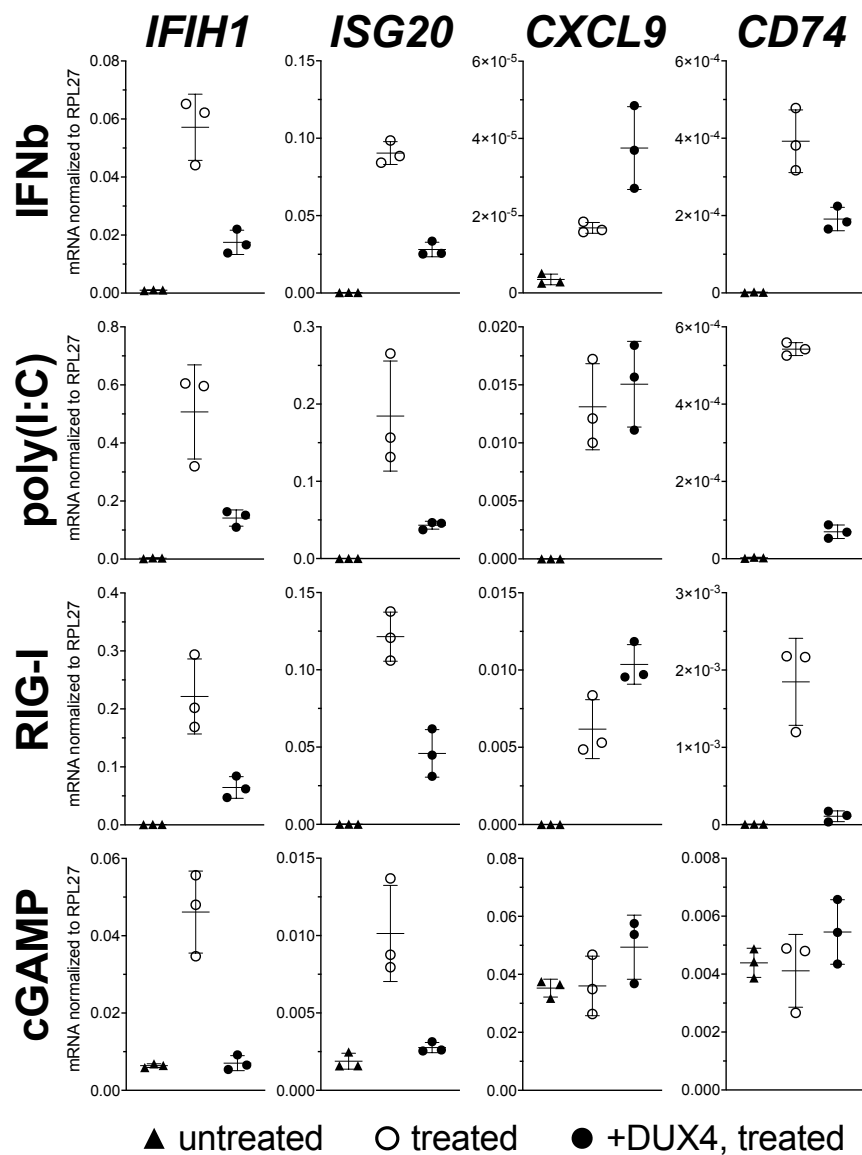 IFIH1 ISG20 CXCL9 CD74
IFNb
mRNA normalized to RPL27
0.08 0.06 0.04 0.02 0.00
0.15 0.10 0.05 0.00
6×10⁻⁵ 4×10⁻⁵ 2×10⁻⁵ 0
6×10⁻⁴ 4×10⁻⁴ 2×10⁻⁴ 0
poly(I:C)
mRNA normalized to RPL27
0.8 0.6 0.4 0.2 0.0
0.3 0.2 0.1 0.0
0.020 0.015 0.010 0.005 0.000
6×10⁻⁴ 4×10⁻⁴ 2×10⁻⁴ 0
RIG-I
mRNA normalized to RPL27
0.4 0.3 0.2 0.1 0.0
0.15 0.10 0.05 0.00
0.015 0.010 0.005 0.000
3×10⁻³ 2×10⁻³ 1×10⁻³ 0
cGAMP
mRNA normalized to RPL27
0.06 0.04 0.02 0.00
0.015 0.010 0.005 0.000
0.08 0.06 0.04 0.02 0.00
0.008 0.006 0.004 0.002 0.000
▲ untreated ○ treated ● +DUX4, treated